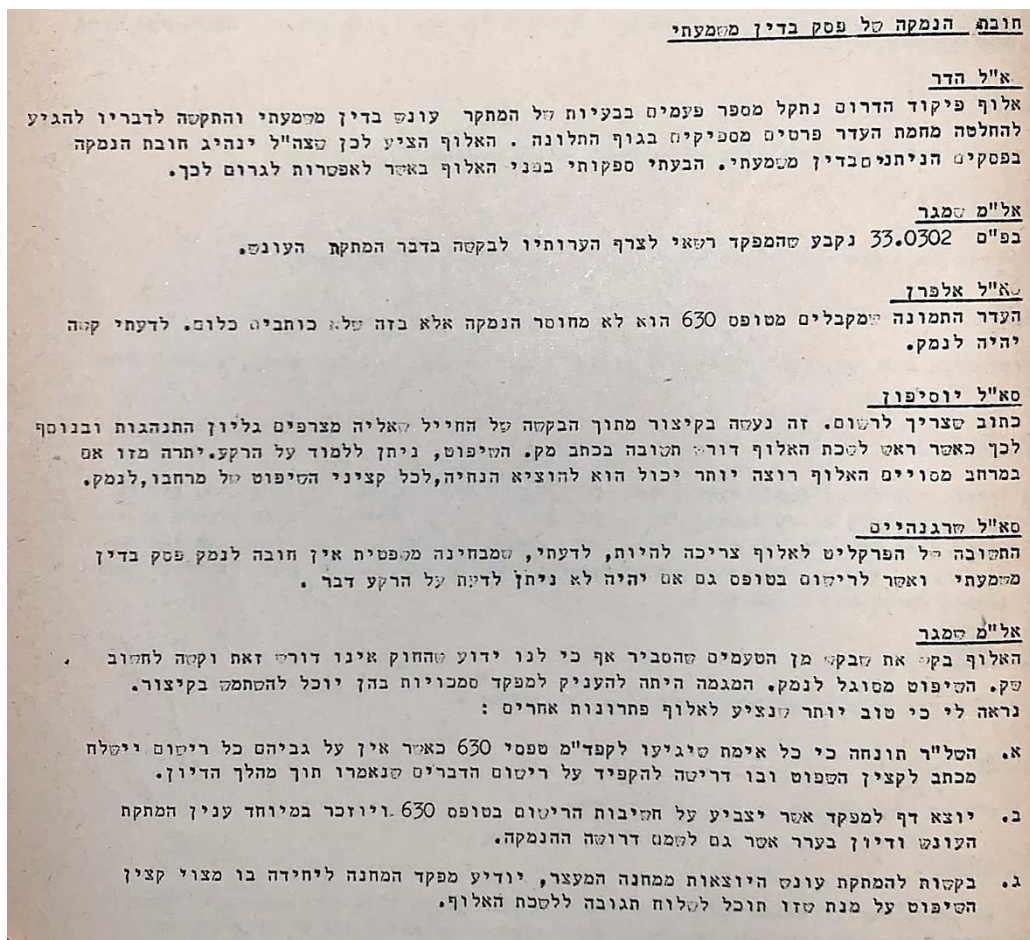 חובת הנמקה של פסק בדין משמעתי
א"ל הדר
אלוף פיקוד הדרום נתקל מספר פעמים בבעיות של המתקת עונש בדין משמעתי והתקשה לדבריו להגיע
להחלטה מחמת העדר פרטים מספיקים בגוף התלונה . האלוף הציע לכן שצה"ל ינהיג חובת הנמקה
בפסקים הניתנים בדין משמעתי. הבעתי ספקותי בפני האלוף באשר לאפשרות לגרום לכך.
אל"מ שמגר
בפ"מ 33.0302 נקבע שהמפקד רשאי לצרף הערותיו לבקשה בדבר המתקת העונש.
סא"ל אלפרן
העדר התמונה שמקבלים מטופס 630 הוא לא מחוסר הנמקה אלא בזה שלא כותבים כלום. לדעתי קשה
יהיה לנמק.
סא"ל יוסיפון
כתוב שצריך לרשום. זה נעשה בקיצור מתוך הבקשה של החייל שאליה מצרפים גליון התנהגות ובנוסף
לכך כאשר ראש לשכת האלוף דורש תשובה בכתב מק. השיפוט, ניתן ללמוד על הרקע.יתרה מזו אם
במרחב מסויים האלוף רוצה יותר יכול הוא להוציא הנחיה,לכל קציני השיפוט של מרחבו,לנמק.
סא"ל שרגנהיים
התשובה של הפרקליט לאלוף צריכה להיות, לדעתי, שמבחינה משפטית אין חובה לנמק פסק בדין
משמעתי ואשר לרישום בטופס גם אם יהיה לא ניתן לדעת על הרקע דבר .
אל"מ שמגר
האלוף בקש את שבקש מן הטעמים שהסביר אף כי לנו ידוע שהחוק אינו דורש זאת וקשה לחשוב
שק. השיפוט מסוגל לנמק. המגמה היתה להעניק למפקד סמכויות בהן יוכל להשתמש בקיצור.
נראה לי כי טוב יותר שנציע לאלוף פתרונות אחרים :
א. השל"ר תונחה כי כל אימת שיגיעו לקפד"מ טפסי 630 כאשר אין על גביהם כל רישום יישלח
מכתב לקצין השפוט ובו דרישה להקפיד על רישום הדברים שנאמרו תוך מהלך הדיון.
ב. יוצא דף למפקד אשר יצביע על חשיבות הרישום בטופס 630 ויוזכר במיוחד ענין המתקת
העונש ודיון בערר אשר גם לשמם דרושה ההנמקה.
ג. בקשות להמתקת עונש היוצאות ממחנה המעצר, יודיע מפקד המחנה ליחידה בו מצוי קצין
השיפוט על מנת שזו תוכל לשלוח תגובה ללשכת האלוף.